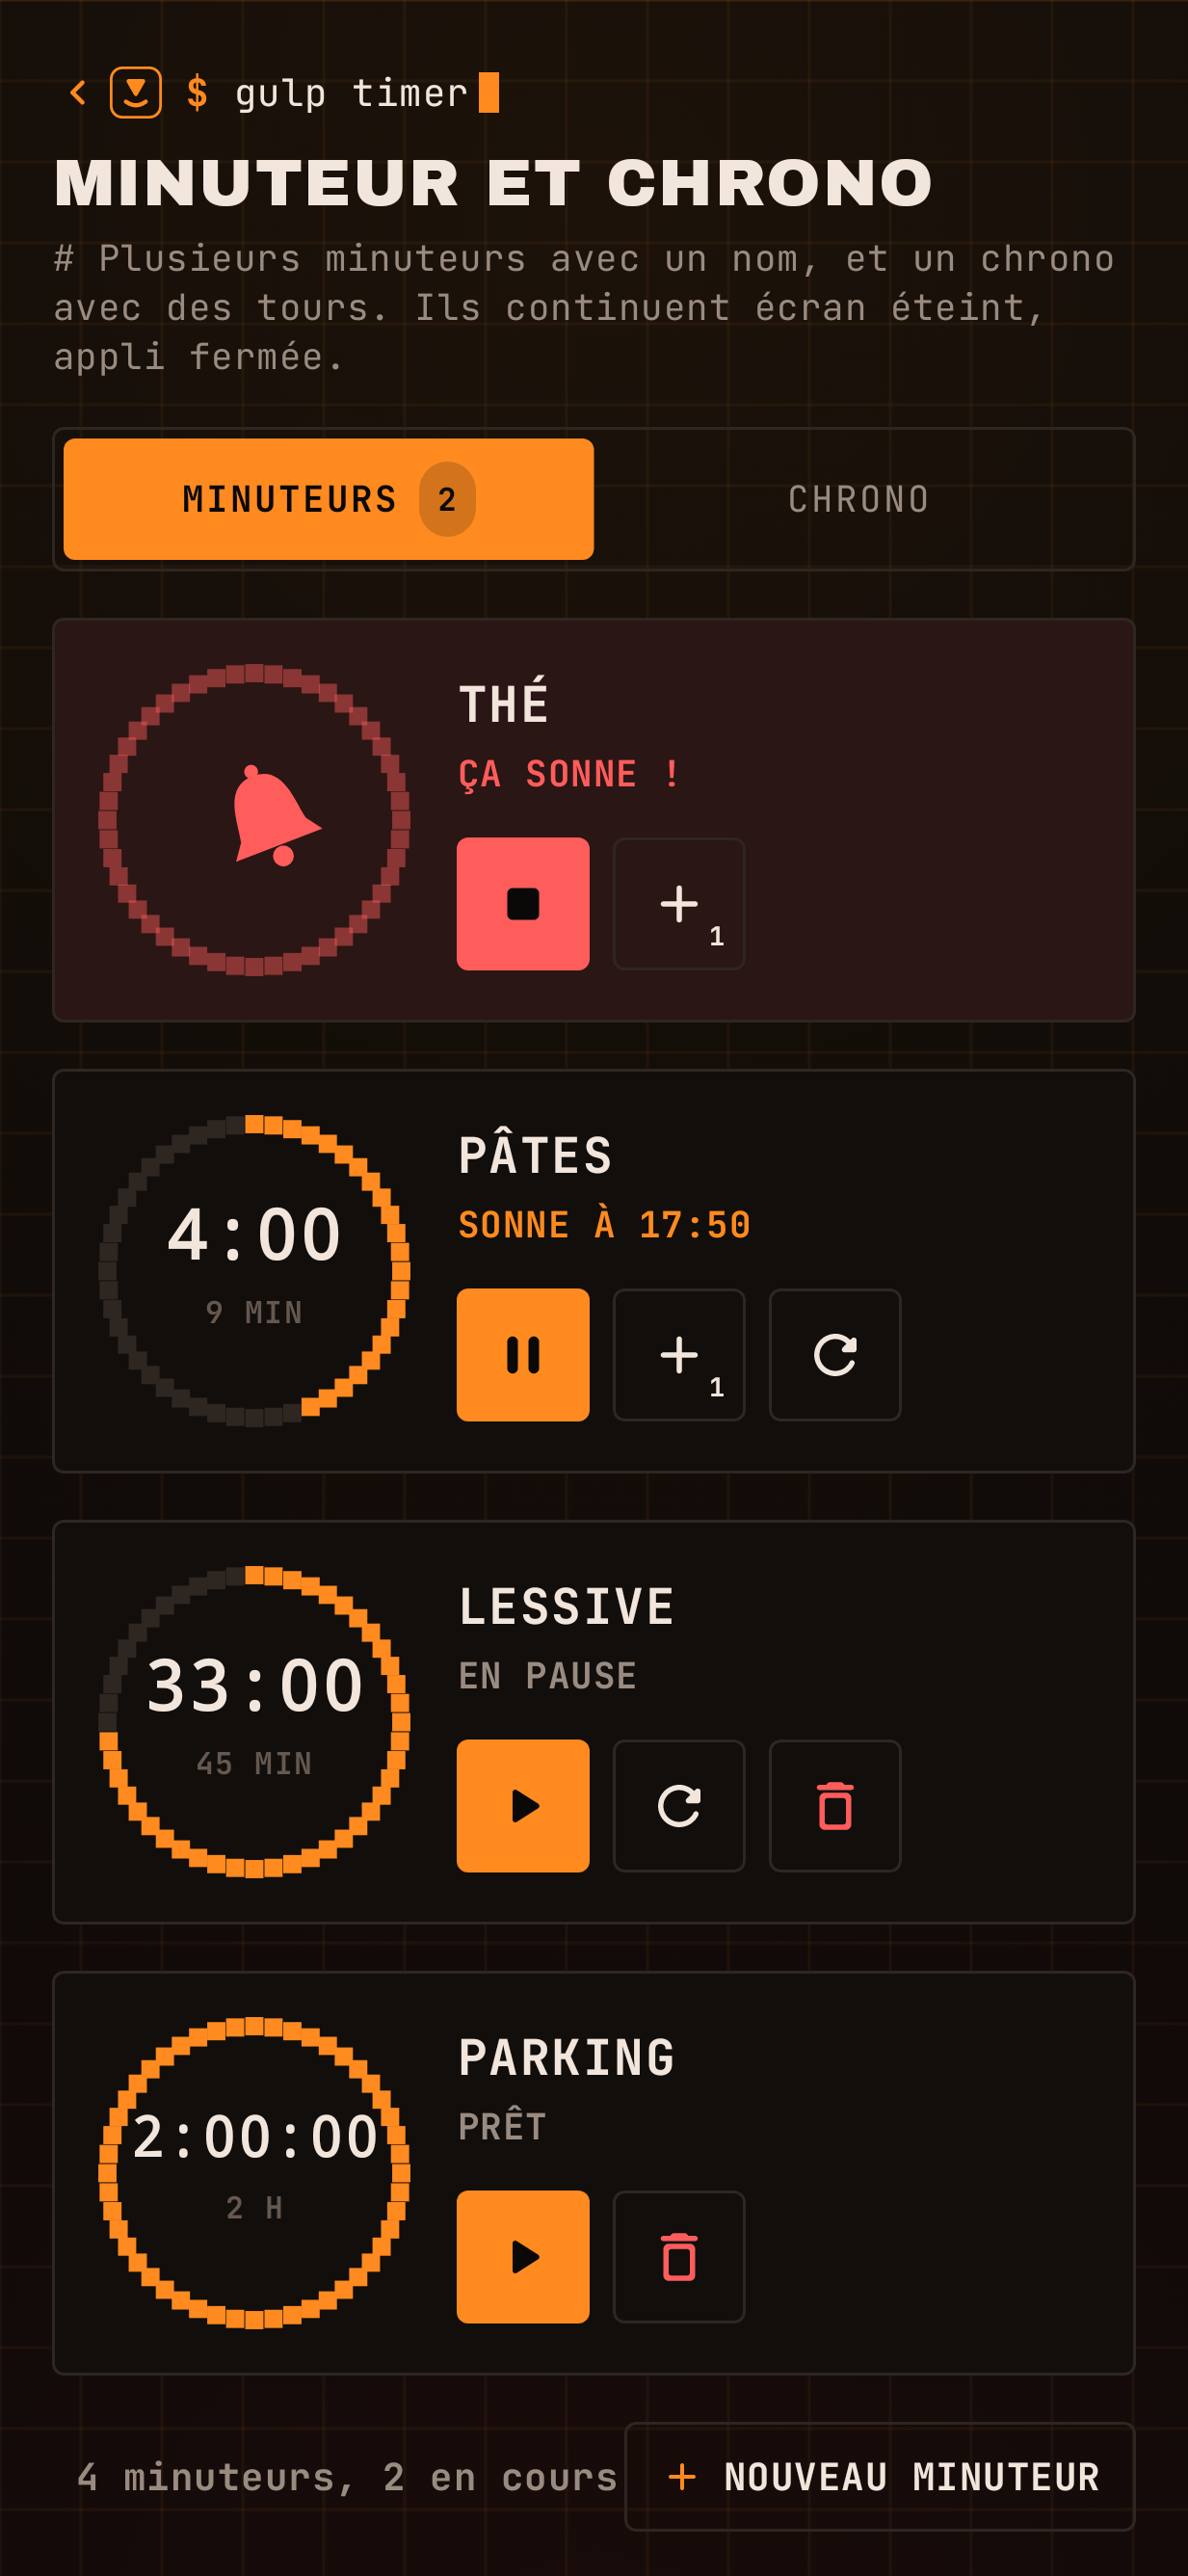 $ gulp timer
MINUTEUR ET CHRONO
# Plusieurs minuteurs avec un nom, et un chrono
avec des tours. Ils continuent écran éteint,
appli fermée.
MINUTEURS 2
CHRONO
THÉ
ÇA SONNE !
1
4:00
9 MIN
PÂTES
SONNE À 17:50
1
33:00
45 MIN
LESSIVE
EN PAUSE
2:00:00
2 H
PARKING
PRÊT
4 minuteurs, 2 en cours
+ NOUVEAU MINUTEUR